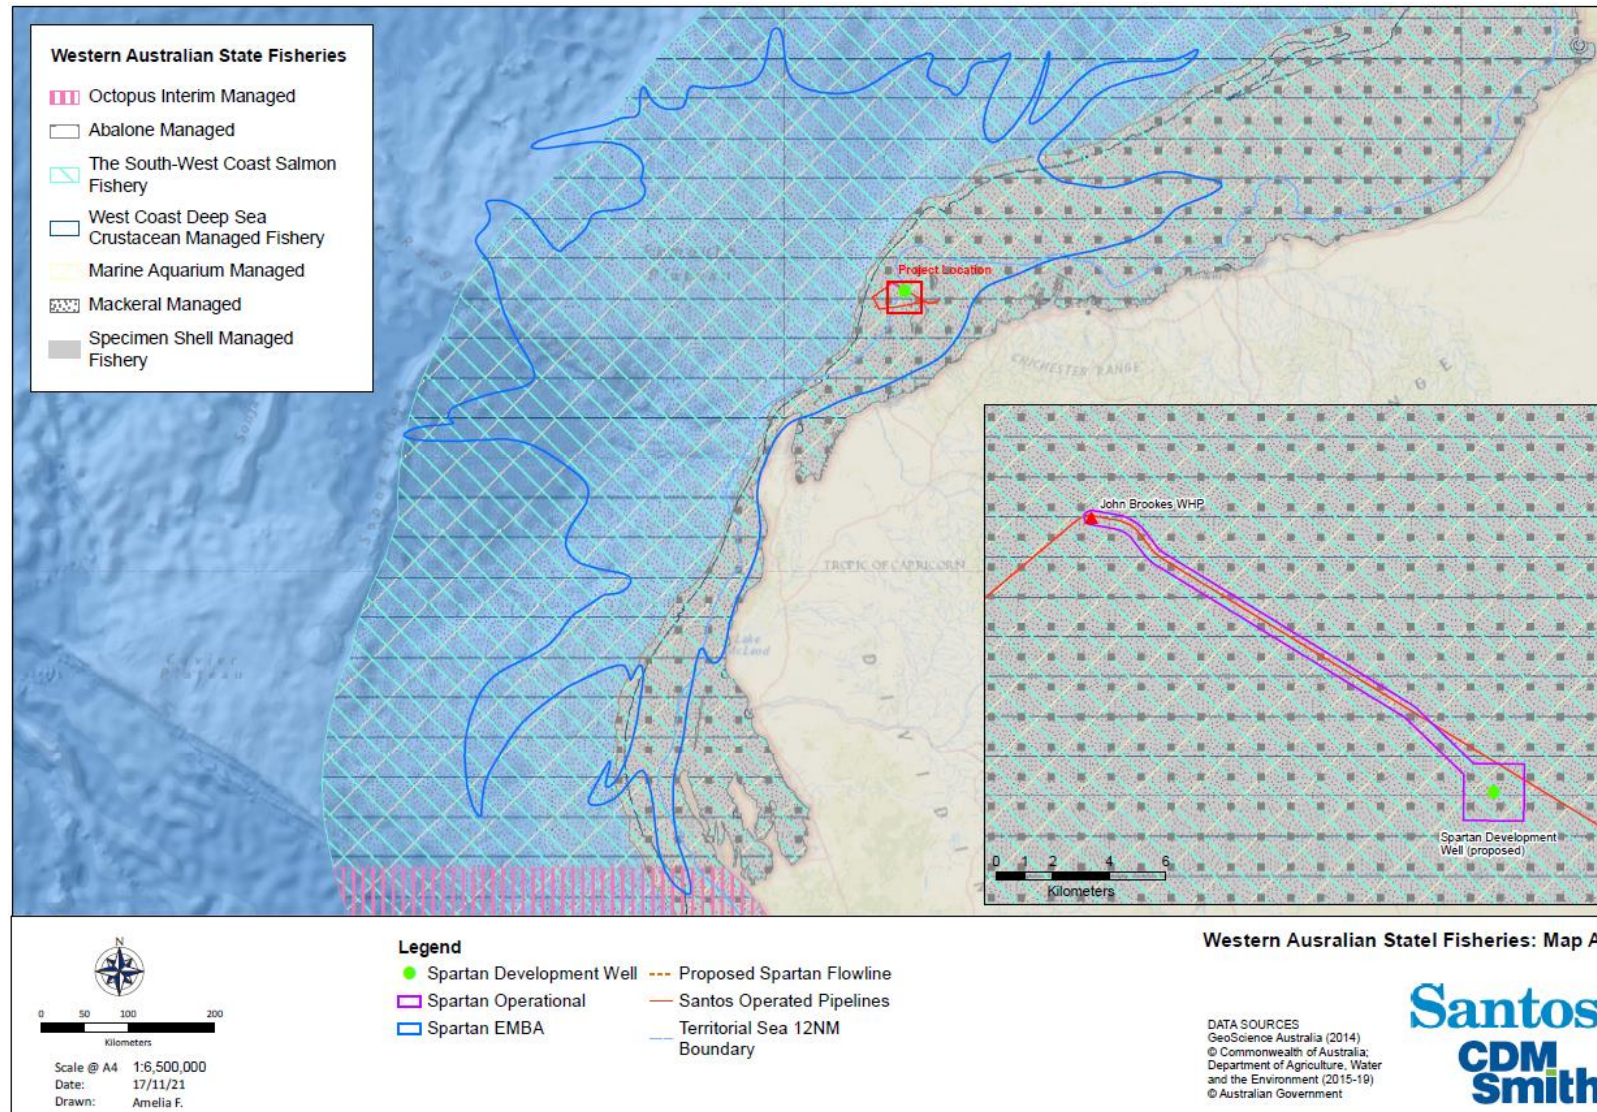 Western Australian State Fisheries
Octopus Interim Managed
Abalone Managed
The South-West Coast Salmon
Fishery
West Coast Deep Sea
Crustacean Managed Fishery
Marine Aquarium Managed
Mackeral Managed
Specimen Shell Managed
Fishery
Project Location
CHICHESTER RANGE
TROPIC OF CAPRICORN
Lake
McLeod
Cuvier
Plateau
D I V I D I
N G E
John Brookes WHP
Spartan Development
Well (proposed)
0 1 2 4 6
Kilometers
N
0 50 100 200
Kilometers
Scale @ A4 1:6,500,000
Date: 17/11/21
Drawn: Amelia F.
Legend
Spartan Development Well
Spartan Operational
Spartan EMBA
Proposed Spartan Flowline
Santos Operated Pipelines
Territorial Sea 12NM
Boundary
Western Ausralian Statel Fisheries: Map A
DATA SOURCES
GeoScience Australia (2014)
© Commonwealth of Australia;
Department of Agriculture, Water
and the Environment (2015-19)
© Australian Government
Santos
CDM
Smith